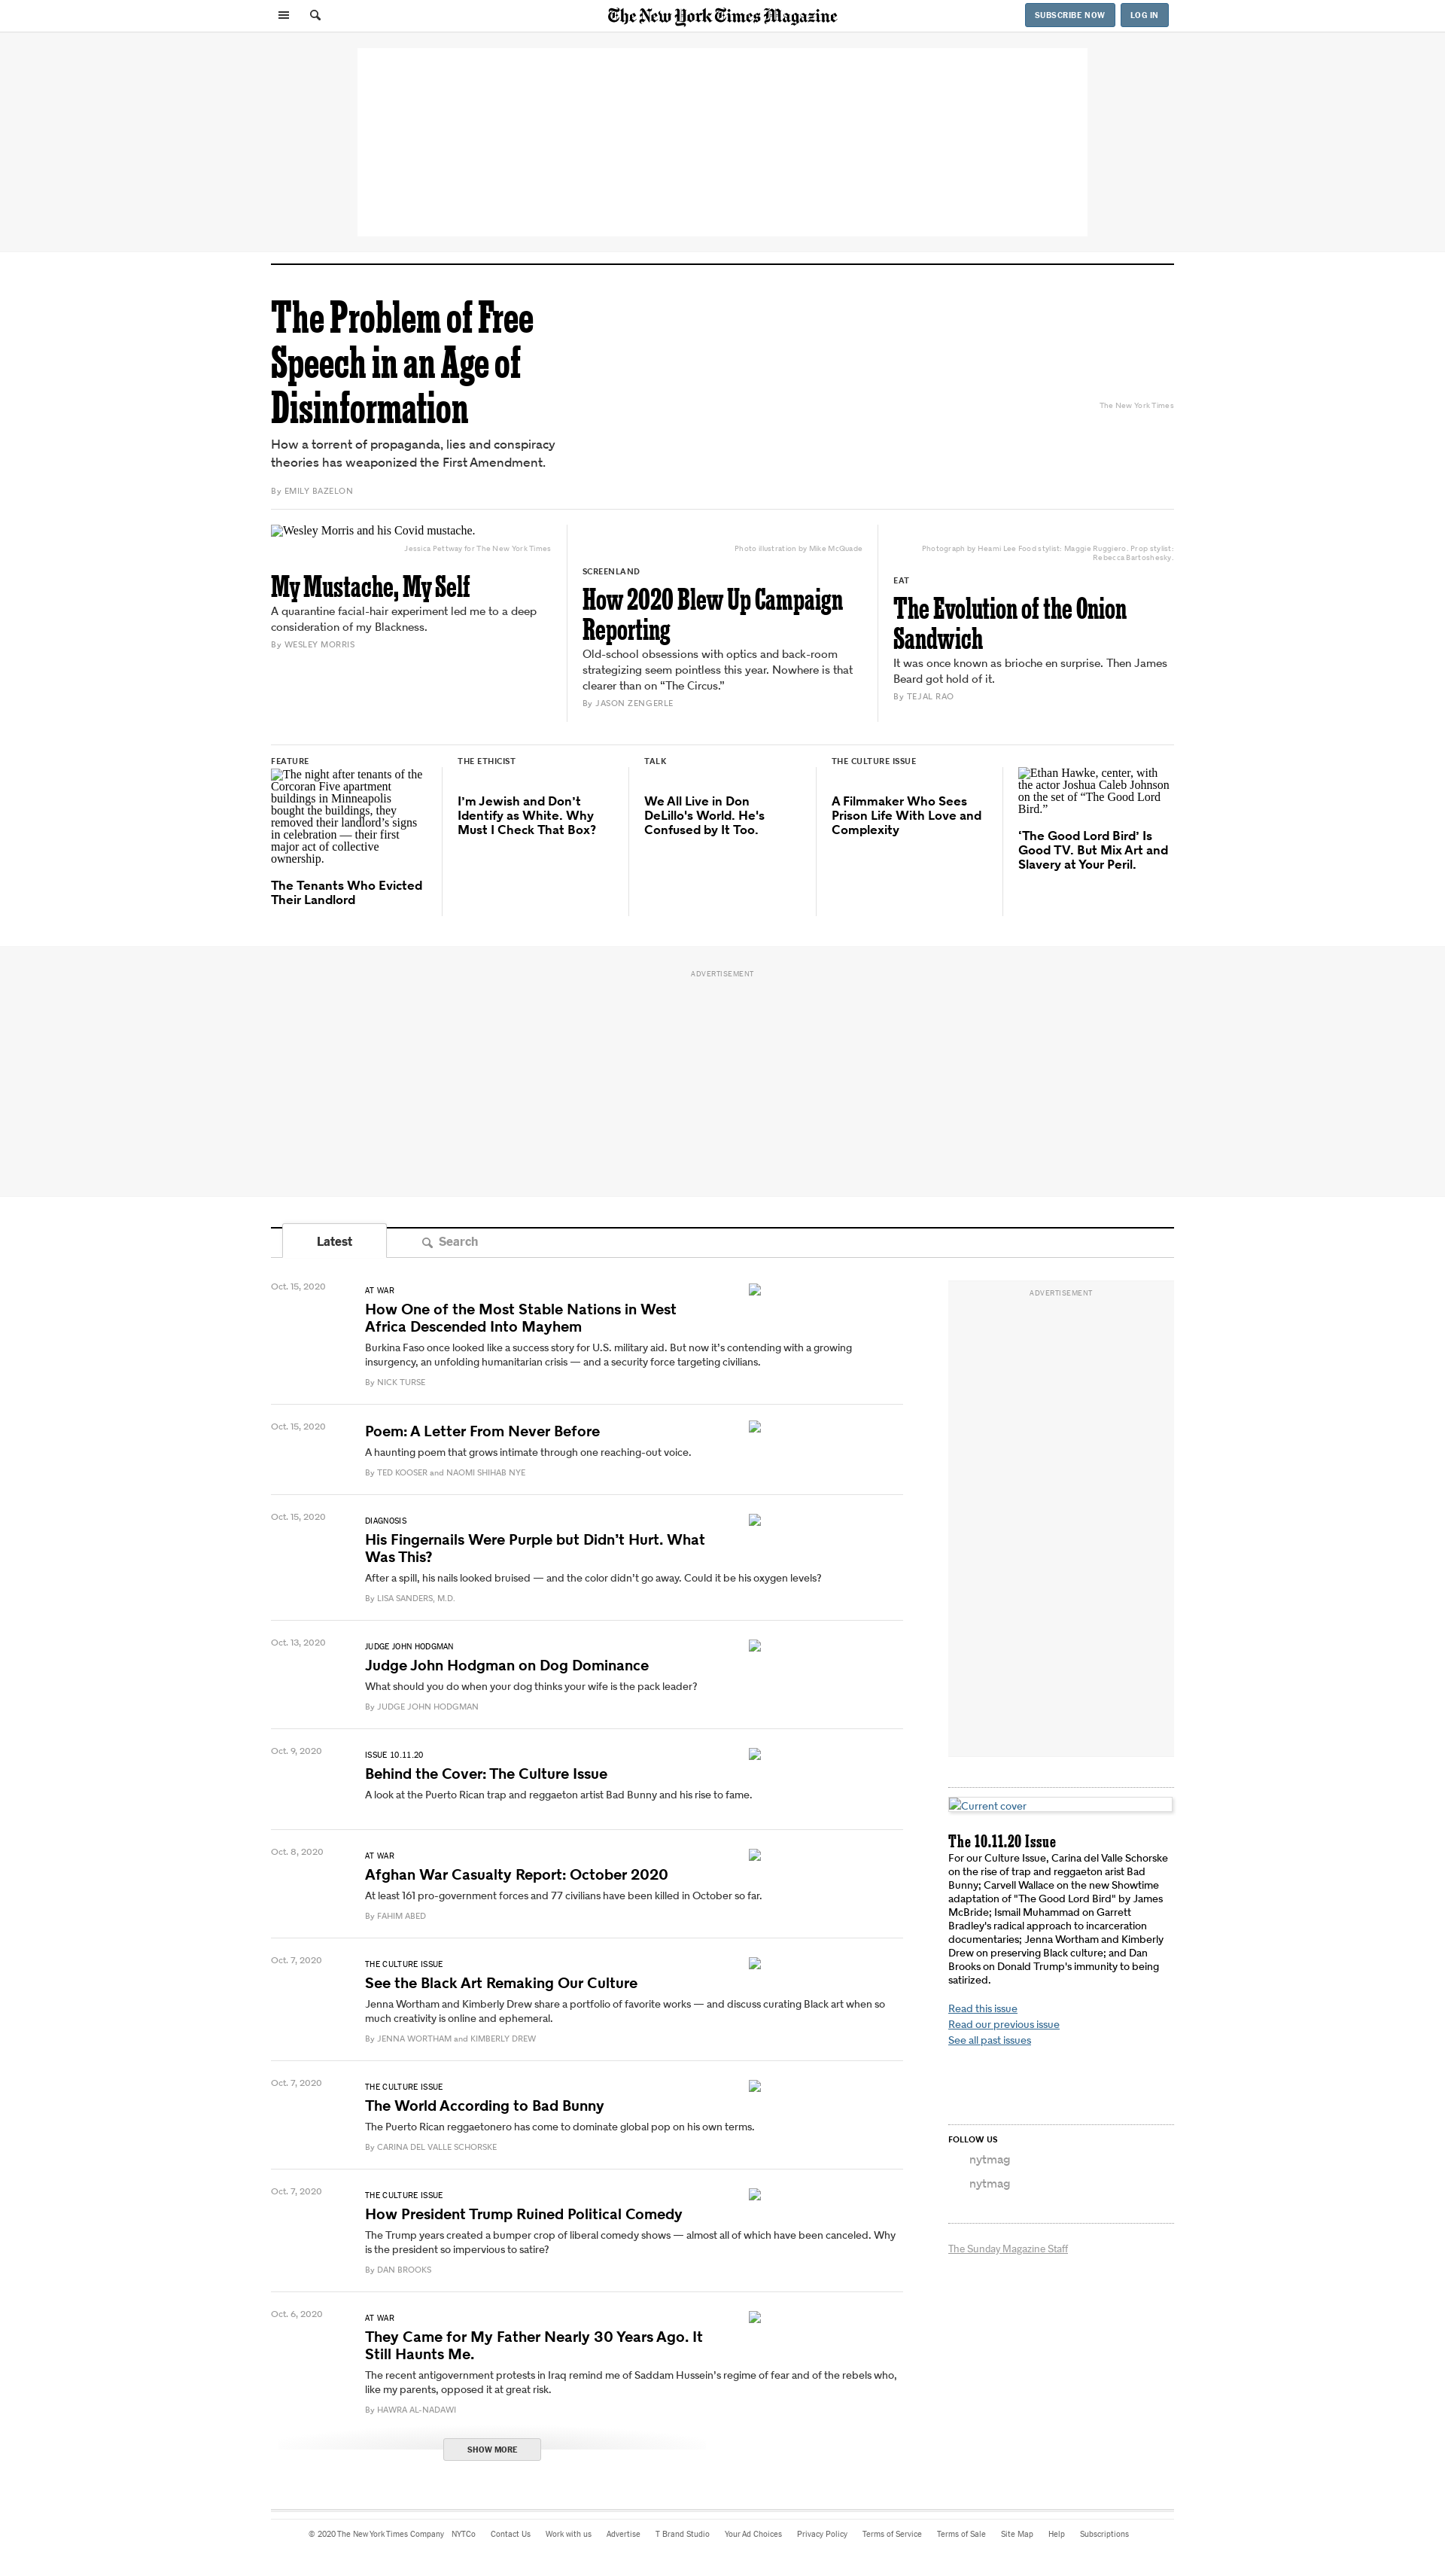 The New York Times Magazine
SUBSCRIBE NOW
LOG IN
The Problem of Free
Speech in an Age of
Disinformation
How a torrent of propaganda, lies and conspiracy
theories has weaponized the First Amendment.
By EMILY BAZELON
The New York Times
Wesley Morris and his Covid mustache.
Jessica Pettway for The New York Times
My Mustache, My Self
A quarantine facial-hair experiment led me to a deep
consideration of my Blackness.
By WESLEY MORRIS
Photo illustration by Mike McQuade
SCREENLAND
How 2020 Blew Up Campaign
Reporting
Old-school obsessions with optics and back-room
strategizing seem pointless this year. Nowhere is that
clearer than on “The Circus.”
By JASON ZENGERLE
Photograph by Heami Lee Food stylist: Maggie Ruggiero. Prop stylist:
Rebecca Bartoshesky.
EAT
The Evolution of the Onion
Sandwich
It was once known as brioche en surprise. Then James
Beard got hold of it.
By TEJAL RAO
FEATURE
The night after tenants of the
Corcoran Five apartment
buildings in Minneapolis
bought the buildings, they
removed their landlord’s signs
in celebration — their first
major act of collective
ownership.
The Tenants Who Evicted
Their Landlord
THE ETHICIST
I’m Jewish and Don’t
Identify as White. Why
Must I Check That Box?
TALK
We All Live in Don
DeLillo's World. He's
Confused by It Too.
THE CULTURE ISSUE
A Filmmaker Who Sees
Prison Life With Love and
Complexity
Ethan Hawke, center, with
the actor Joshua Caleb Johnson
on the set of “The Good Lord
Bird.”
‘The Good Lord Bird’ Is
Good TV. But Mix Art and
Slavery at Your Peril.
ADVERTISEMENT
Latest
Search
Oct. 15, 2020
AT WAR
How One of the Most Stable Nations in West
Africa Descended Into Mayhem
Burkina Faso once looked like a success story for U.S. military aid. But now it’s contending with a growing
insurgency, an unfolding humanitarian crisis — and a security force targeting civilians.
By NICK TURSE
Oct. 15, 2020
Poem: A Letter From Never Before
A haunting poem that grows intimate through one reaching-out voice.
By TED KOOSER and NAOMI SHIHAB NYE
Oct. 15, 2020
DIAGNOSIS
His Fingernails Were Purple but Didn’t Hurt. What
Was This?
After a spill, his nails looked bruised — and the color didn’t go away. Could it be his oxygen levels?
By LISA SANDERS, M.D.
Oct. 13, 2020
JUDGE JOHN HODGMAN
Judge John Hodgman on Dog Dominance
What should you do when your dog thinks your wife is the pack leader?
By JUDGE JOHN HODGMAN
Oct. 9, 2020
ISSUE 10.11.20
Behind the Cover: The Culture Issue
A look at the Puerto Rican trap and reggaeton artist Bad Bunny and his rise to fame.
Oct. 8, 2020
AT WAR
Afghan War Casualty Report: October 2020
At least 161 pro-government forces and 77 civilians have been killed in October so far.
By FAHIM ABED
Oct. 7, 2020
THE CULTURE ISSUE
See the Black Art Remaking Our Culture
Jenna Wortham and Kimberly Drew share a portfolio of favorite works — and discuss curating Black art when so
much creativity is online and ephemeral.
By JENNA WORTHAM and KIMBERLY DREW
Oct. 7, 2020
THE CULTURE ISSUE
The World According to Bad Bunny
The Puerto Rican reggaetonero has come to dominate global pop on his own terms.
By CARINA DEL VALLE SCHORSKE
Oct. 7, 2020
THE CULTURE ISSUE
How President Trump Ruined Political Comedy
The Trump years created a bumper crop of liberal comedy shows — almost all of which have been canceled. Why
is the president so impervious to satire?
By DAN BROOKS
Oct. 6, 2020
AT WAR
They Came for My Father Nearly 30 Years Ago. It
Still Haunts Me.
The recent antigovernment protests in Iraq remind me of Saddam Hussein’s regime of fear and of the rebels who,
like my parents, opposed it at great risk.
By HAWRA AL-NADAWI
SHOW MORE
ADVERTISEMENT
Current cover
The 10.11.20 Issue
For our Culture Issue, Carina del Valle Schorske
on the rise of trap and reggaeton arist Bad
Bunny; Carvell Wallace on the new Showtime
adaptation of "The Good Lord Bird" by James
McBride; Ismail Muhammad on Garrett
Bradley's radical approach to incarceration
documentaries; Jenna Wortham and Kimberly
Drew on preserving Black culture; and Dan
Brooks on Donald Trump's immunity to being
satirized.
Read this issue
Read our previous issue
See all past issues
FOLLOW US
nytmag
nytmag
The Sunday Magazine Staff
© 2020 The New York Times Company NYTCo Contact Us Work with us Advertise T Brand Studio Your Ad Choices Privacy Policy Terms of Service Terms of Sale Site Map Help Subscriptions